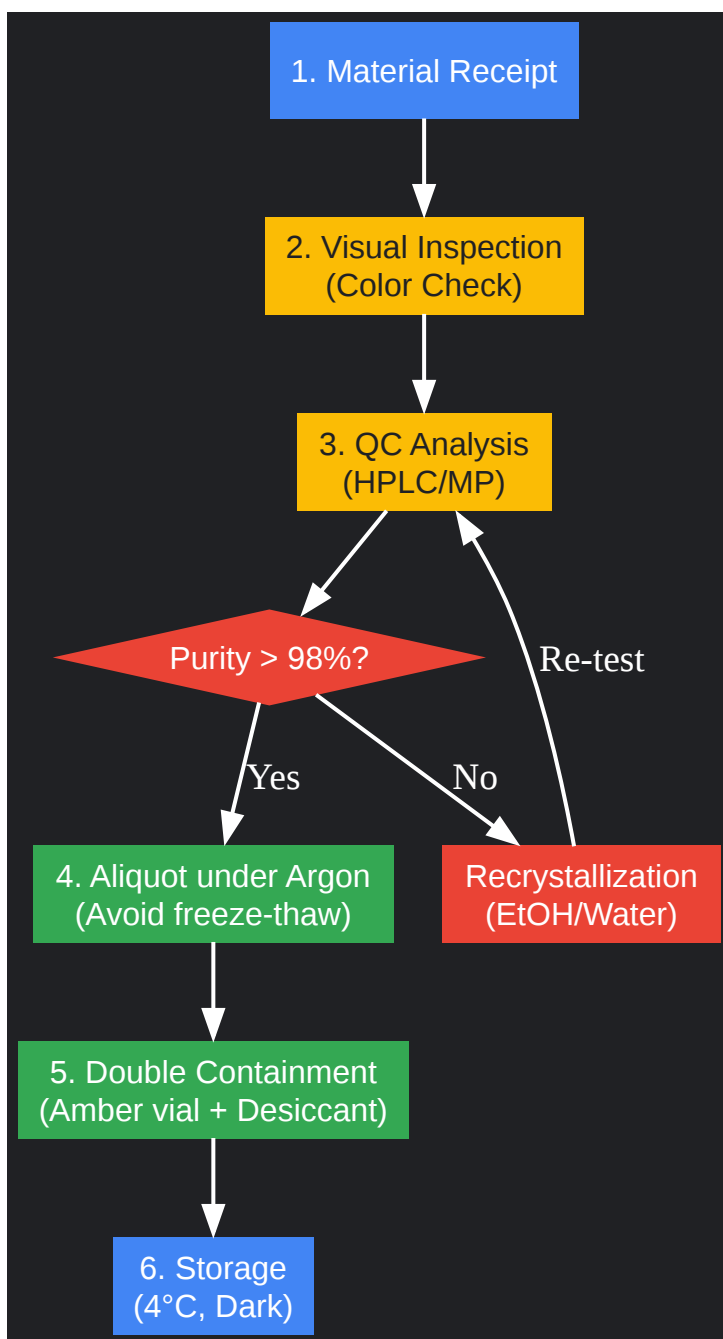 1. Material Receipt
2. Visual Inspection
(Color Check)
3. QC Analysis
(HPLC/MP)
Purity > 98%?
Re-test
Yes
No
4. Aliquot under Argon
(Avoid freeze-thaw)
Recrystallization
(EtOH/Water)
5. Double Containment
(Amber vial + Desiccant)
6. Storage
(4°C, Dark)